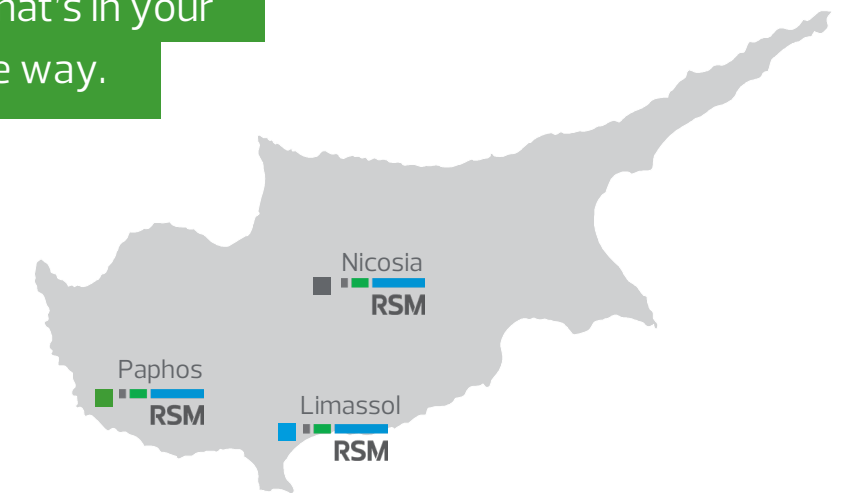 hat's in your
e way.
Nicosia
RSM
Paphos
RSM
Limassol
RSM